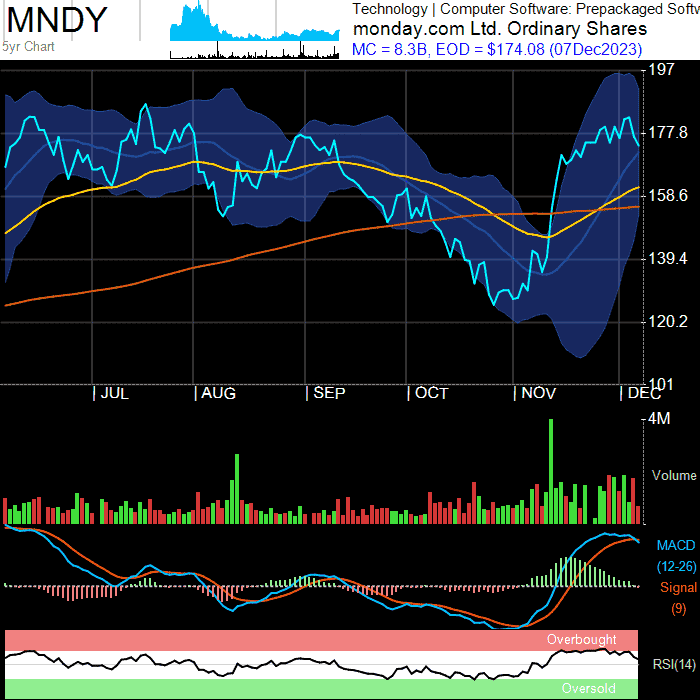 MNDY
5yr Chart
Technology | Computer Software: Prepackaged Softw
monday.com Ltd. Ordinary Shares
MC = 8.3B, EOD = $174.08 (07Dec2023)
197
177.8
158.6
139.4
120.2
101
| JUL | AUG | SEP | OCT | NOV | DEC
4M
Volume
MACD
(12-26)
Signal
(9)
Overbought
RSI(14)
Oversold